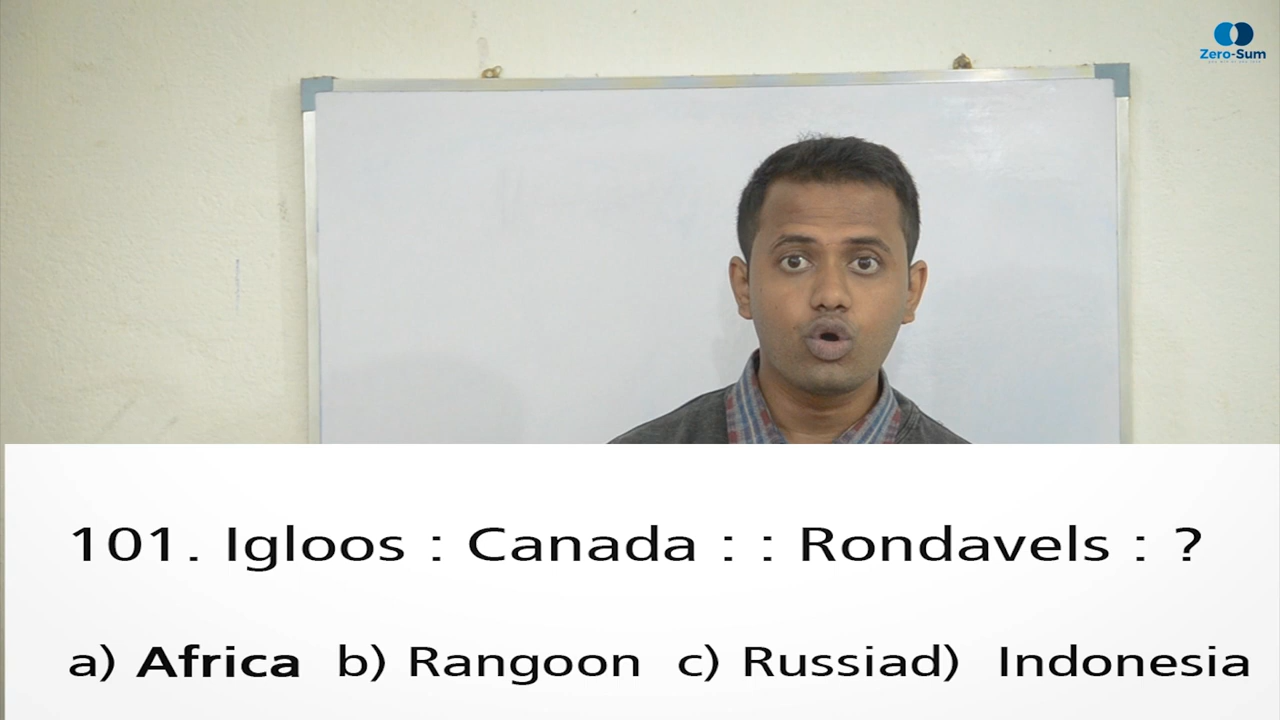 Zero-Sum
101. Igloos : Canada : : Rondavels : ?
a) Africa b) Rangoon c) Russiad) Indonesia